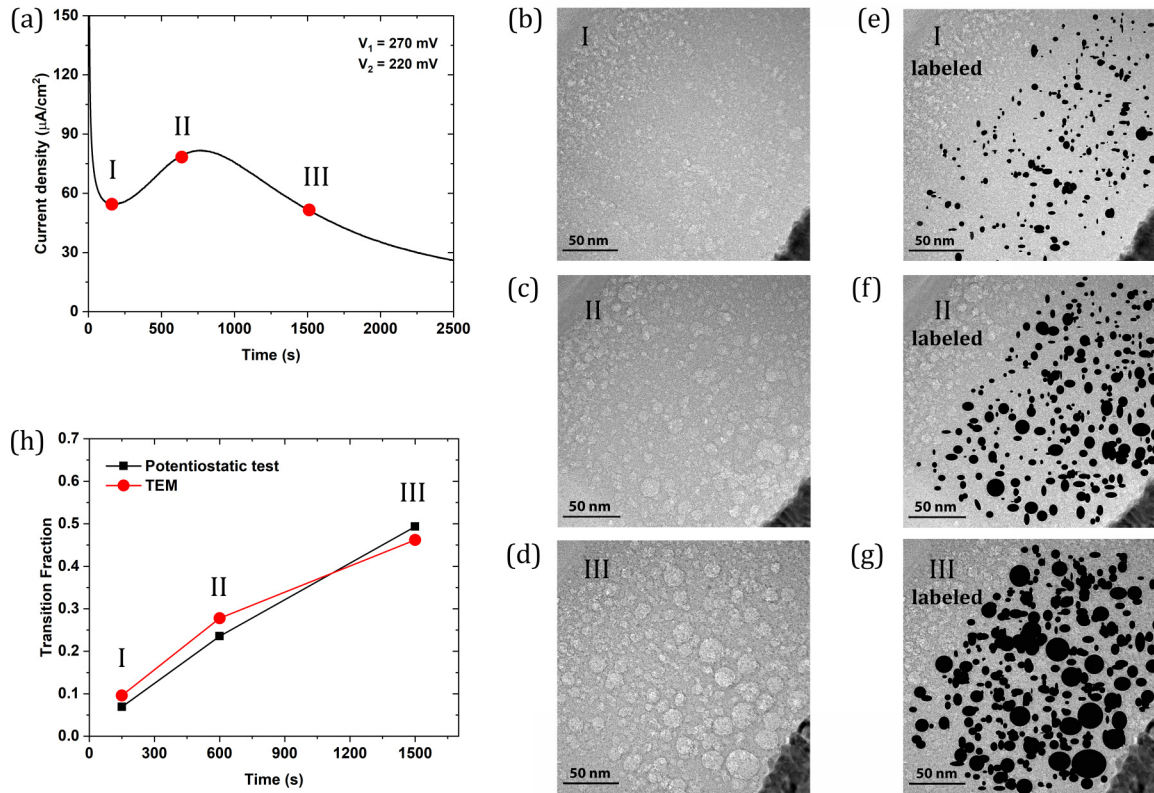 (a)
150
120
90
60
30
0
Current density (μA/cm²)
V₁ = 270 mV
V₂ = 220 mV
I
II
III
0 500 1000 1500 2000 2500
Time (s)
(b)
I
50 nm
(e)
I
labeled
50 nm
(c)
II
50 nm
(f)
II
labeled
50 nm
(h)
0.7
0.6
0.5
0.4
0.3
0.2
0.1
0.0
Transition Fraction
Potentiostatic test
TEM
I
II
III
0 300 600 900 1200 1500
Time (s)
(d)
III
50 nm
(g)
III
labeled
50 nm